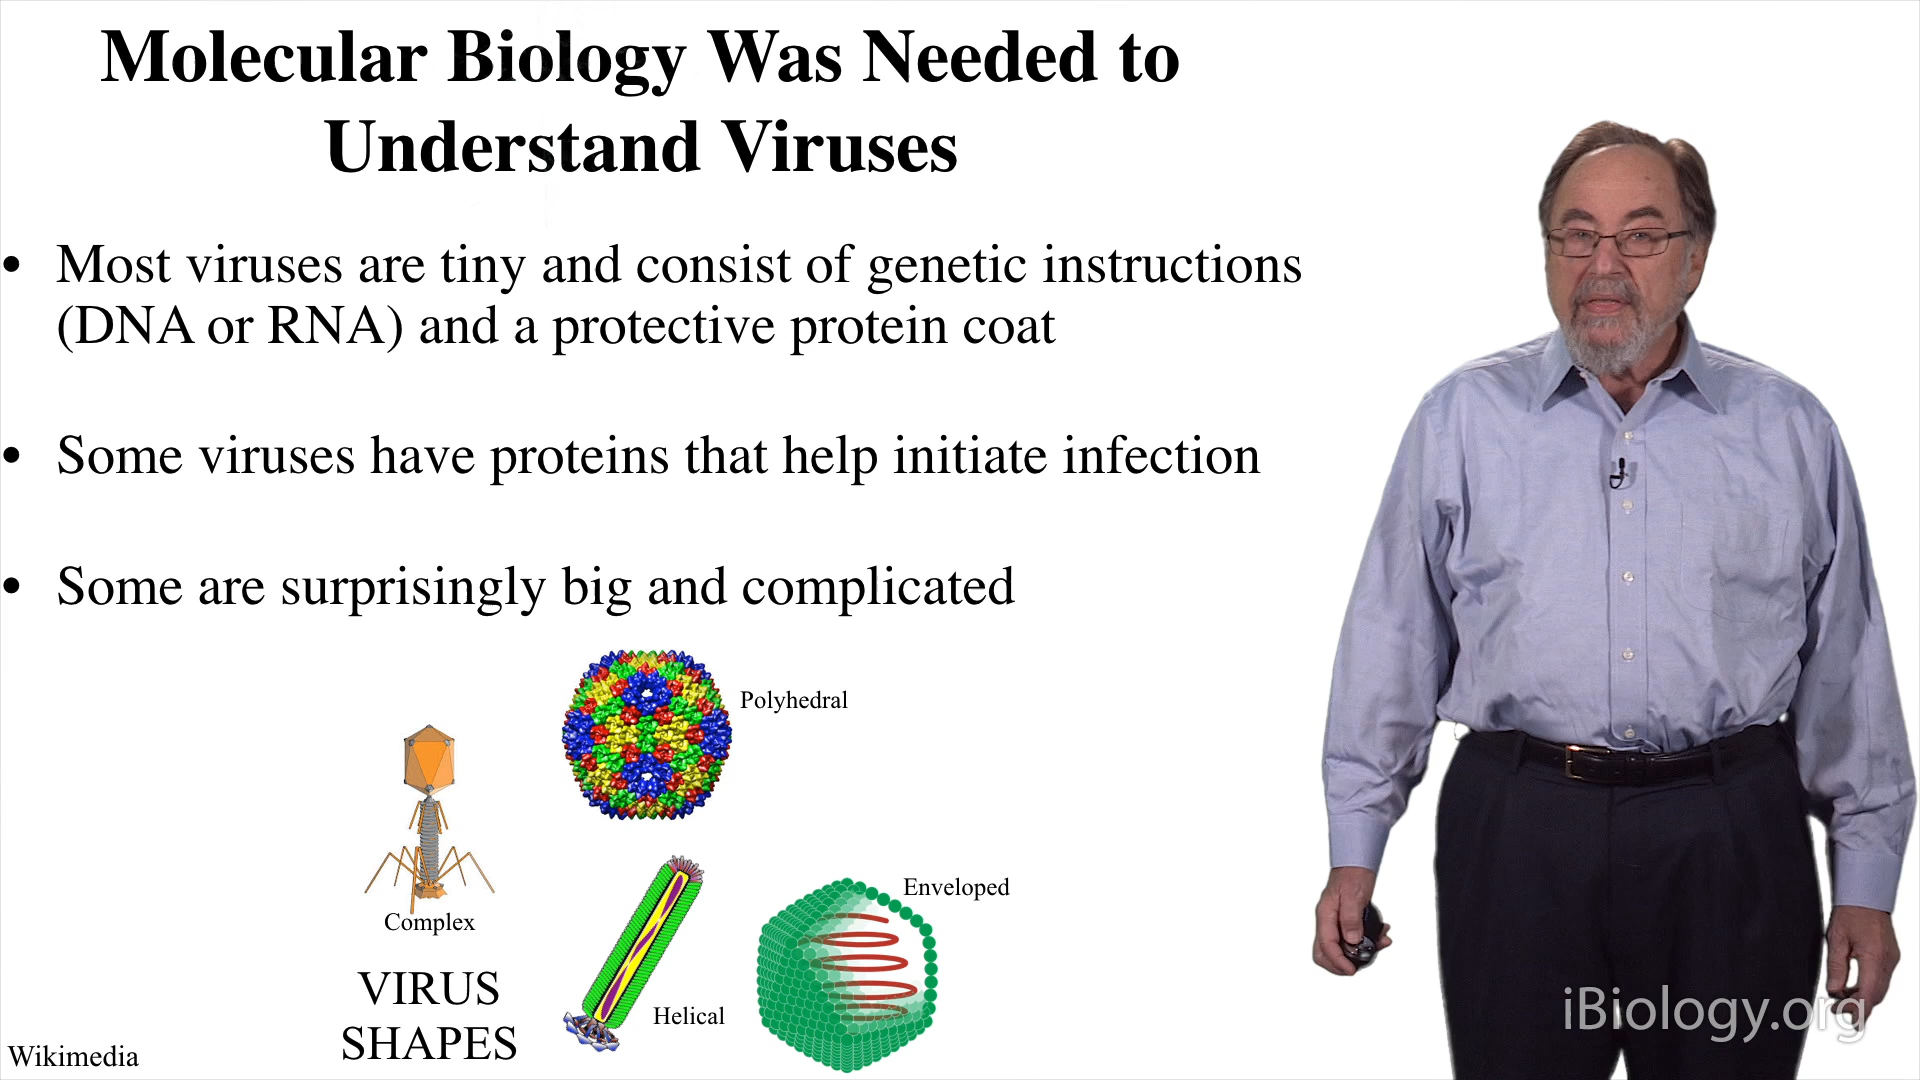 Molecular Biology Was Needed to
Understand Viruses
• Most viruses are tiny and consist of genetic instructions
(DNA or RNA) and a protective protein coat
• Some viruses have proteins that help initiate infection
• Some are surprisingly big and complicated
Polyhedral
Complex
Enveloped
VIRUS
SHAPES
Helical
Wikimedia
iBiology.org